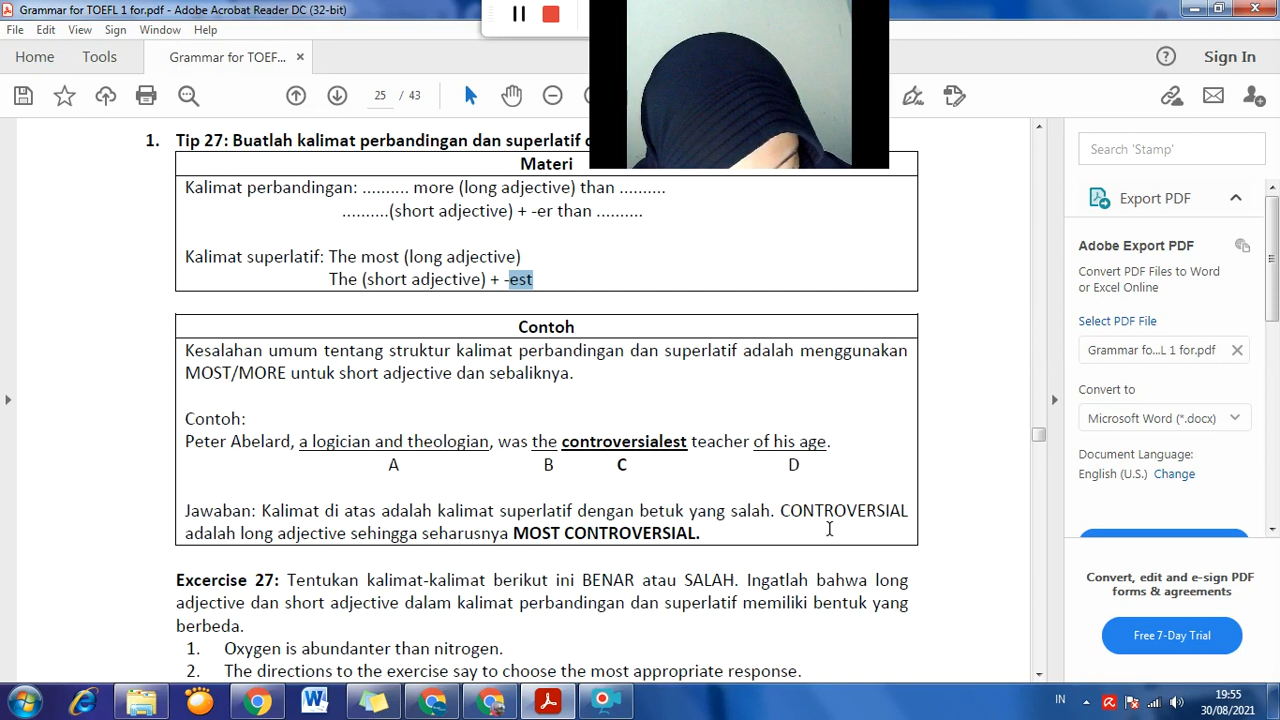 Grammar for TOEFL 1 for.pdf - Adobe Acrobat Reader DC (32-bit)
File Edit View Sign Window Help
Home Tools Grammar for TOEF... × Sign In
25 / 43
1. Tip 27: Buatlah kalimat perbandingan dan superlatif
Materi
Kalimat perbandingan: .......... more (long adjective) than ..........
..........(short adjective) + -er than ..........
Kalimat superlatif: The most (long adjective)
The (short adjective) + -est
Contoh
Kesalahan umum tentang struktur kalimat perbandingan dan superlatif adalah menggunakan
MOST/MORE untuk short adjective dan sebaliknya.
Contoh:
Peter Abelard, a logician and theologian, was the controversialest teacher of his age.
A B C D
Jawaban: Kalimat di atas adalah kalimat superlatif dengan betuk yang salah. CONTROVERSIAL
adalah long adjective sehingga seharusnya MOST CONTROVERSIAL.
Excercise 27: Tentukan kalimat-kalimat berikut ini BENAR atau SALAH. Ingatlah bahwa long
adjective dan short adjective dalam kalimat perbandingan dan superlatif memiliki bentuk yang
berbeda.
1. Oxygen is abundanter than nitrogen.
2. The directions to the exercise say to choose the most appropriate response.
Search 'Stamp'
Export PDF
Adobe Export PDF
Convert PDF Files to Word
or Excel Online
Select PDF File
Grammar fo...L 1 for.pdf
Convert to
Microsoft Word (*.docx)
Document Language:
English (U.S.) Change
Convert, edit and e-sign PDF
forms & agreements
Free 7-Day Trial
IN
19:55
30/08/2021